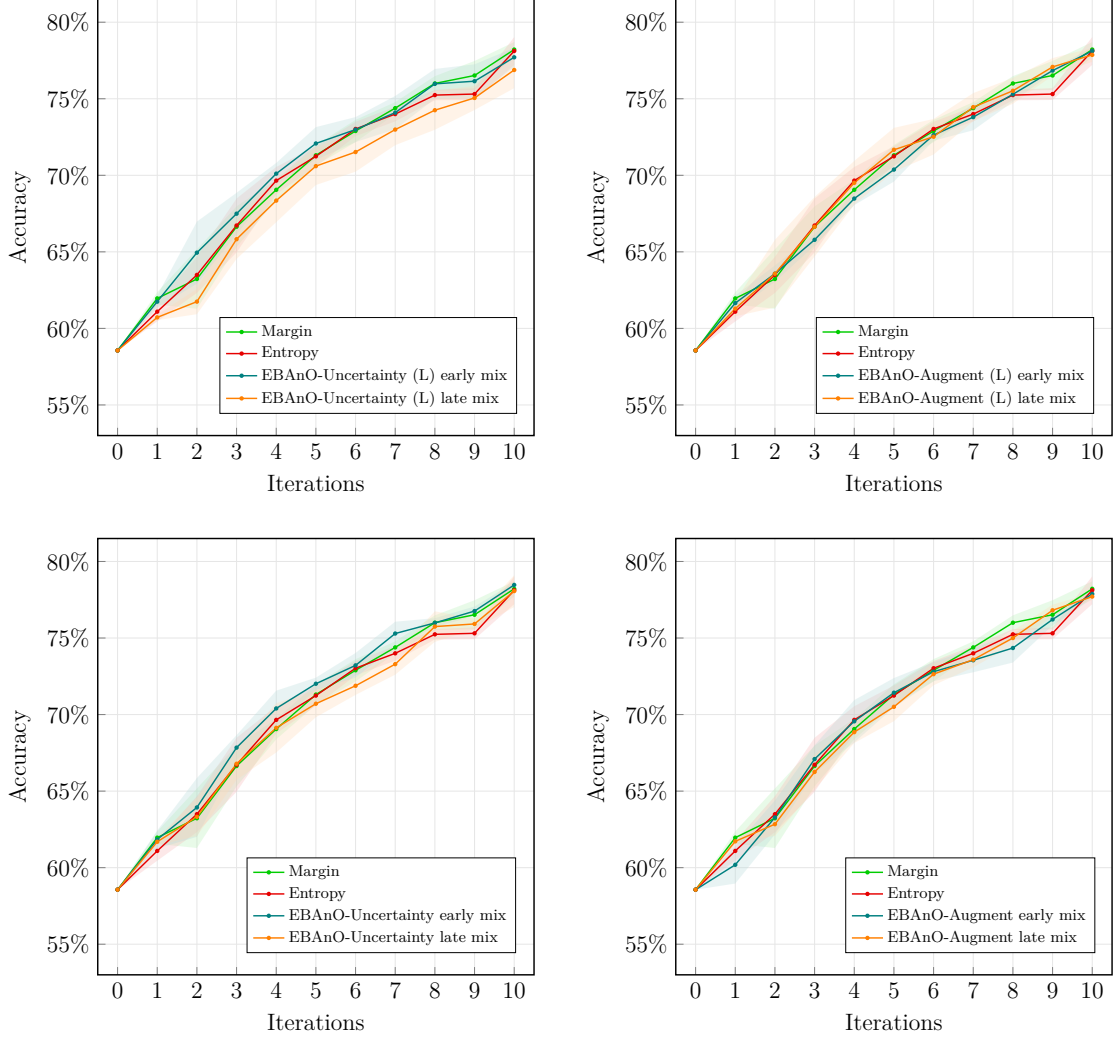 80%
75%
70%
65%
60%
55%
Accuracy
0 1 2 3 4 5 6 7 8 9 10
Iterations
Margin
Entropy
EBAnO-Uncertainty (L) early mix
EBAnO-Uncertainty (L) late mix
80%
75%
70%
65%
60%
55%
Accuracy
0 1 2 3 4 5 6 7 8 9 10
Iterations
Margin
Entropy
EBAnO-Augment (L) early mix
EBAnO-Augment (L) late mix
80%
75%
70%
65%
60%
55%
Accuracy
0 1 2 3 4 5 6 7 8 9 10
Iterations
Margin
Entropy
EBAnO-Uncertainty early mix
EBAnO-Uncertainty late mix
80%
75%
70%
65%
60%
55%
Accuracy
0 1 2 3 4 5 6 7 8 9 10
Iterations
Margin
Entropy
EBAnO-Augment early mix
EBAnO-Augment late mix